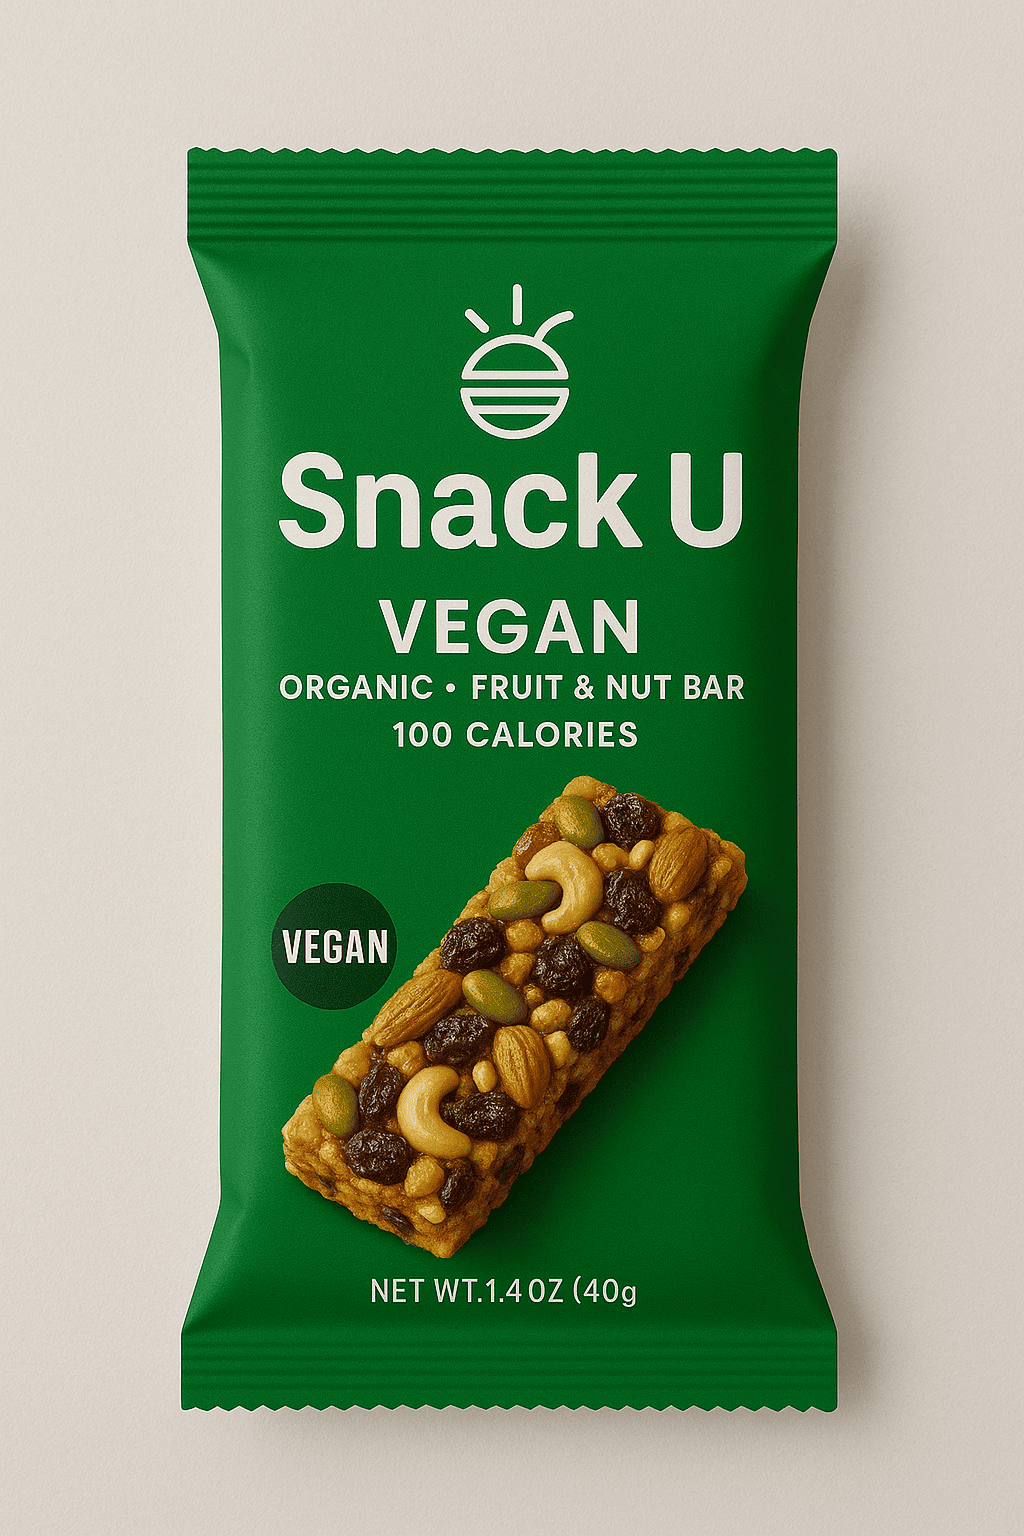 Snack U
VEGAN
ORGANIC • FRUIT & NUT BAR
100 CALORIES
VEGAN
NET WT.1.4 OZ (40g